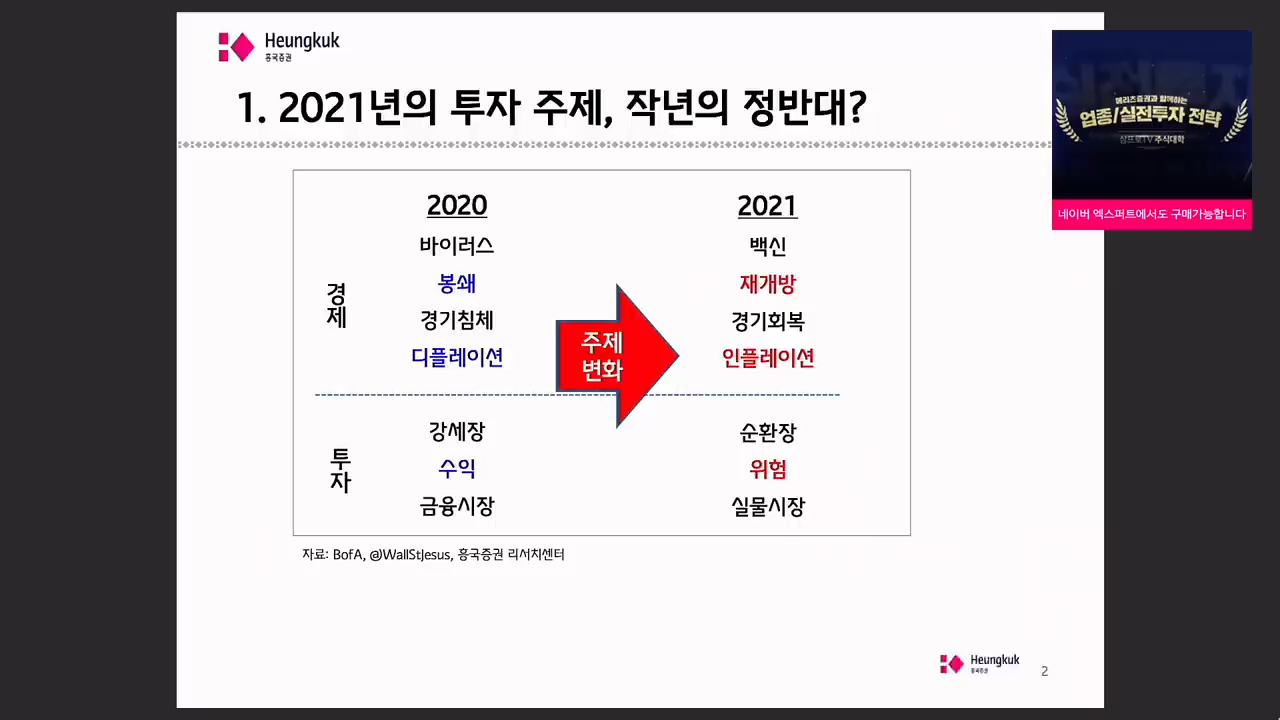 Heungkuk
흥국증권
1. 2021년의 투자 주제, 작년의 정반대?
메리츠증권과 함께하는
업종/실전투자 전략
삼프로TV 주식대학
네이버 엑스퍼트에서도 구매가능합니다
2020
2021
경제
바이러스
백신
봉쇄
재개방
경기침체
경기회복
디플레이션
인플레이션
주제
변화
투자
강세장
순환장
수익
위험
금융시장
실물시장
자료: BofA, @WallStJesus, 흥국증권 리서치센터
Heungkuk
흥국증권
2